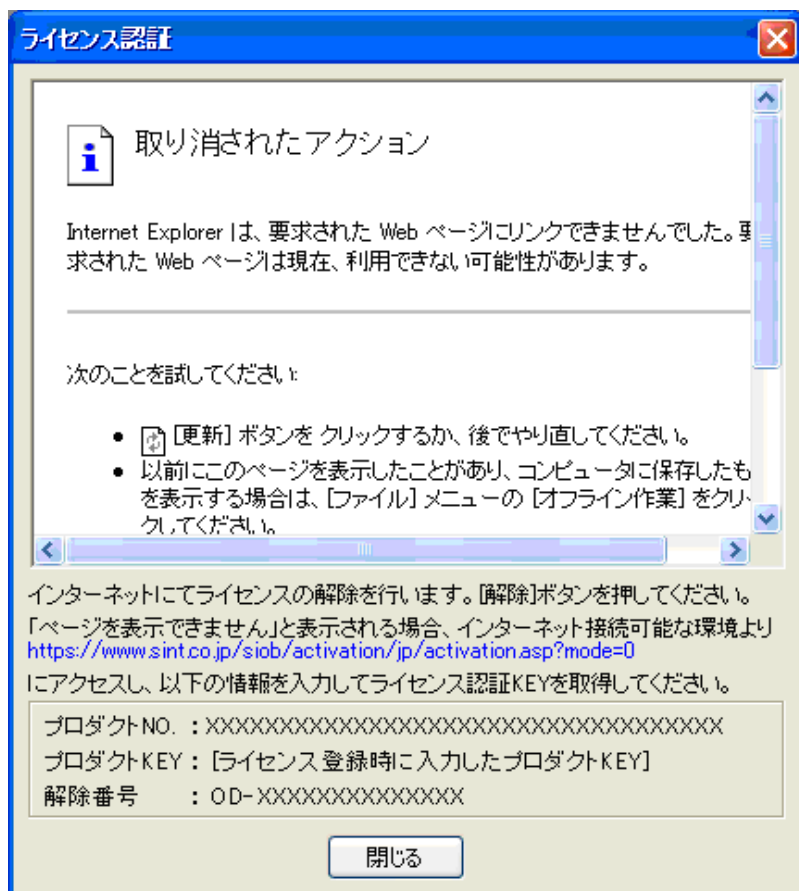 ライセンス認証
取り消されたアクション
Internet Explorer は、要求された Web ページにリンクできませんでした。要
求された Web ページは現在、利用できない可能性があります。
次のことを試してください:
● [更新] ボタンを クリックするか、後でやり直してください。
● 以前にこのページを表示したことがあり、コンピュータに保存したも
を表示する場合は、[ファイル] メニューの [オフライン作業] をクリッ
クしてください。
インターネットにてライセンスの解除を行います。[解除]ボタンを押してください。
「ページを表示できません」と表示される場合、インターネット接続可能な環境より
https://www.sint.co.jp/siob/activation/jp/activation.asp?mode=0
にアクセスし、以下の情報を入力してライセンス認証KEYを取得してください。
プロダクトNO. : XXXXXXXXXXXXXXXXXXXXXXXXXXXXXXXXXXX
プロダクトKEY : [ライセンス登録時に入力したプロダクトKEY]
解除番号 : OD-XXXXXXXXXXXXXX
閉じる